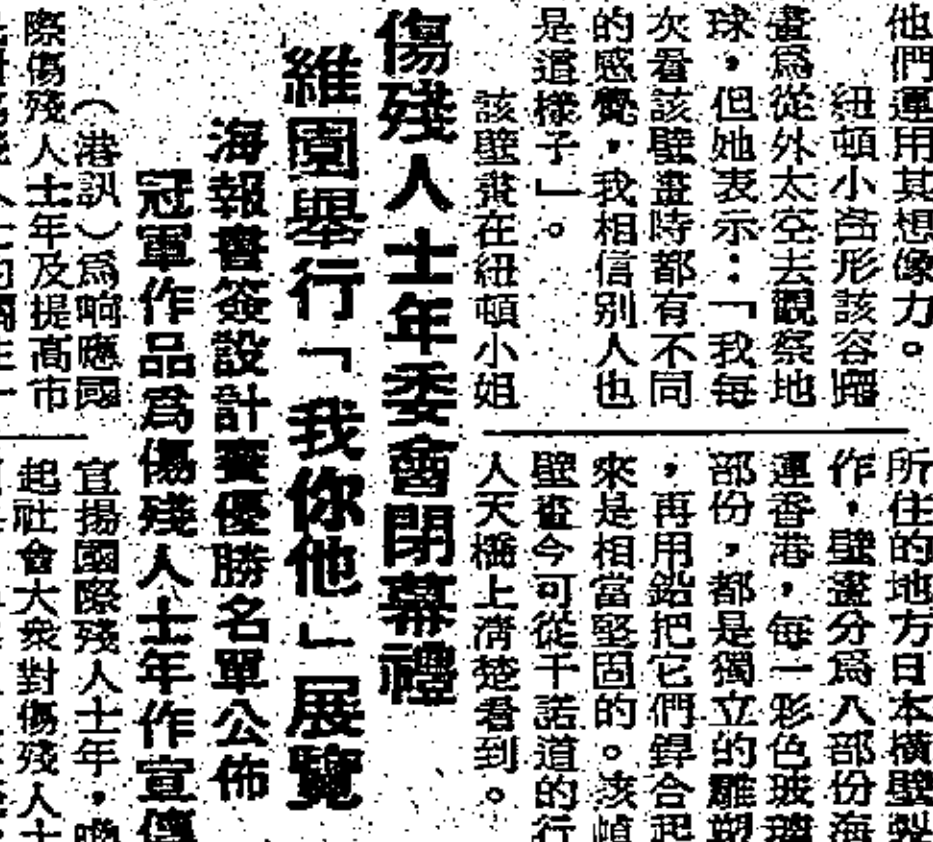 他們運用其想像力。
紐頓小姐形該容壁
畫爲從外太空去觀察地
球，但她表示：「我每
次看該壁畫時都有不同
的感覺，我相信別人也
是這樣子」。
該壁畫在紐頓小姐
所住的地方日本橫壁製
作，壁畫分爲八部份海
運香港，每一彩色玻璃
部份，都是獨立的雕塑
，再用鉛把它們銲合起
來是相當堅固的。該幀
壁畫今可從干諾道的行
人天橋上清楚看到。
傷殘人士年委會閉幕禮
維園舉行「我你他」展覽
海報書簽設計賽優勝名單公佈
冠軍作品爲傷殘人士年作宣傳
（港訊）爲响應國
際傷殘人士年及提高市
宣揚國際殘人士年，喚
起社會大衆對傷殘人士